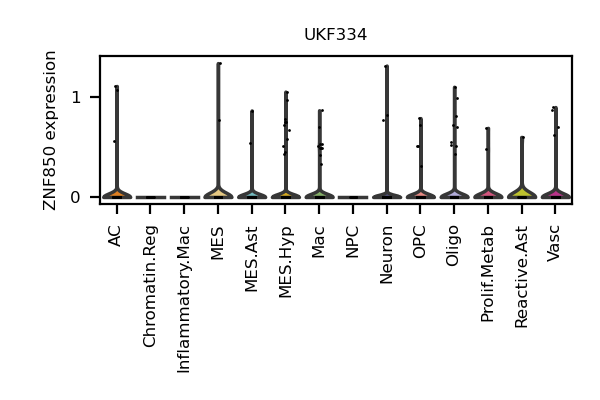 UKF334
ZNF850 expression
1
0
AC
Chromatin.Reg
Inflammatory.Mac
MES
MES.Ast
MES.Hyp
Mac
NPC
Neuron
OPC
Oligo
Prolif.Metab
Reactive.Ast
Vasc